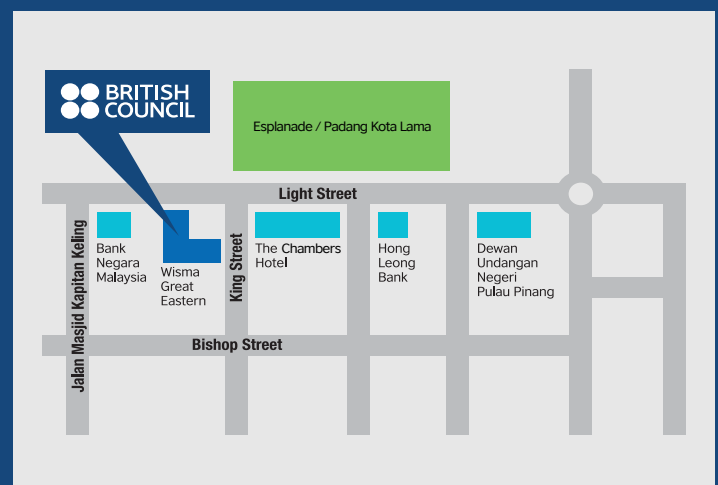 BRITISH
COUNCIL
Esplanade / Padang Kota Lama
Light Street
Jalan Masjid Kapitan Keling
Bank
Negara
Malaysia
Wisma
Great
Eastern
King Street
The Chambers
Hotel
Hong
Leong
Bank
Dewan
Undangan
Negeri
Pulau Pinang
Bishop Street